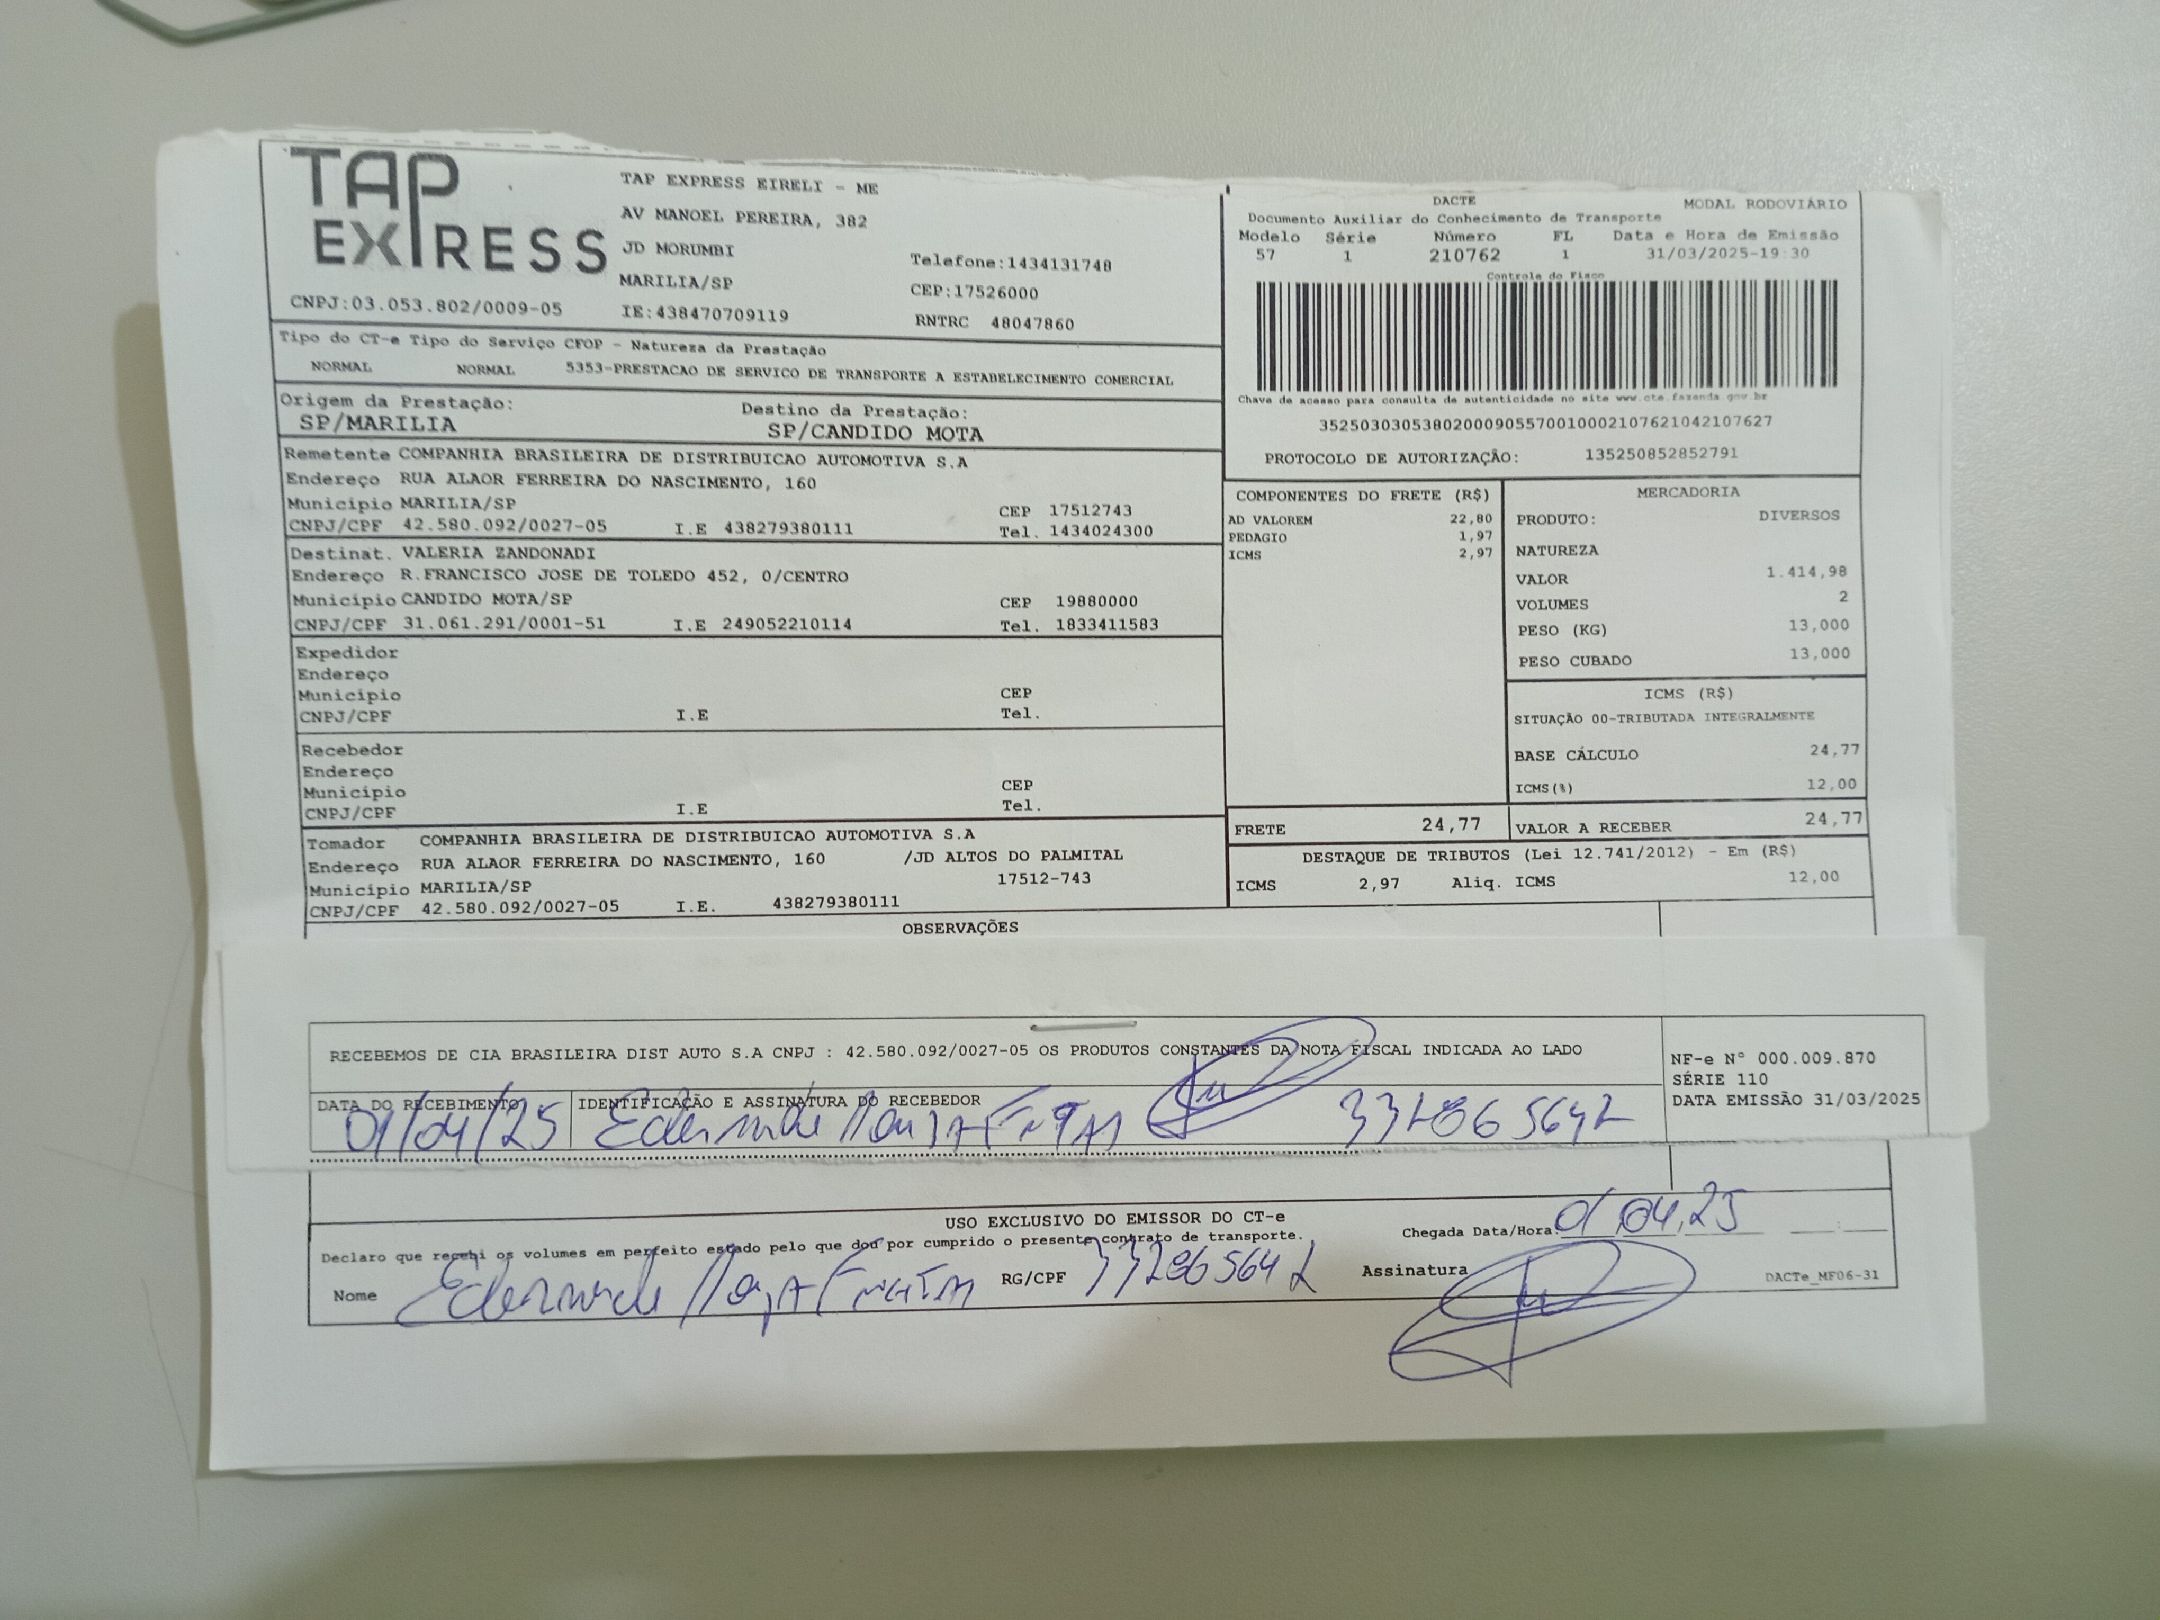 TAP EXPRESS
TAP EXPRESS EIRELI - ME
AV MANOEL PEREIRA, 382
JD MORUMBI
MARILIA/SP
IE:438470709119
Telefone:1434131748
CEP:17526000
RNTRC 48047860
CNPJ:03.053.802/0009-05
DACTE
MODAL RODOVIÁRIO
Documento Auxiliar do Conhecimento de Transporte
Modelo Série Número FL Data e Hora de Emissão
57 1 210762 1 31/03/2025-19:30
Controle do Fisco
Chave de acesso para consulta de autenticidade no site www.cte.fazenda.gov.br
35250303053802000905570010002107621042107627
PROTOCOLO DE AUTORIZAÇÃO: 135250852852791
Tipo do CT-e Tipo do Serviço CFOP - Natureza da Prestação
NORMAL NORMAL 5353-PRESTACAO DE SERVICO DE TRANSPORTE A ESTABELECIMENTO COMERCIAL
Origem da Prestação: Destino da Prestação:
SP/MARILIA SP/CANDIDO MOTA
Remetente COMPANHIA BRASILEIRA DE DISTRIBUICAO AUTOMOTIVA S.A
Endereço RUA ALAOR FERREIRA DO NASCIMENTO, 160
Município MARILIA/SP CEP 17512743
CNPJ/CPF 42.580.092/0027-05 I.E 438279380111 Tel. 1434024300
Destinat. VALERIA ZANDONADI
Endereço R.FRANCISCO JOSE DE TOLEDO 452, 0/CENTRO
Município CANDIDO MOTA/SP CEP 19880000
CNPJ/CPF 31.061.291/0001-51 I.E 249052210114 Tel. 1833411583
Expedidor
Endereço
Município CEP
CNPJ/CPF I.E Tel.
Recebedor
Endereço
Município CEP
CNPJ/CPF I.E Tel.
Tomador COMPANHIA BRASILEIRA DE DISTRIBUICAO AUTOMOTIVA S.A
Endereço RUA ALAOR FERREIRA DO NASCIMENTO, 160 /JD ALTOS DO PALMITAL
Município MARILIA/SP 17512-743
CNPJ/CPF 42.580.092/0027-05 I.E. 438279380111
COMPONENTES DO FRETE (R$)
AD VALOREM 22,80
PEDAGIO 1,97
ICMS 2,97
MERCADORIA
PRODUTO: DIVERSOS
NATUREZA
VALOR 1.414,98
VOLUMES 2
PESO (KG) 13,000
PESO CUBADO 13,000
ICMS (R$)
SITUAÇÃO 00-TRIBUTADA INTEGRALMENTE
BASE CÁLCULO 24,77
ICMS(%) 12,00
FRETE 24,77 VALOR A RECEBER 24,77
DESTAQUE DE TRIBUTOS (Lei 12.741/2012) - Em (R$)
ICMS 2,97 Aliq. ICMS 12,00
OBSERVAÇÕES
RECEBEMOS DE CIA BRASILEIRA DIST AUTO S.A CNPJ : 42.580.092/0027-05 OS PRODUTOS CONSTANTES DA NOTA FISCAL INDICADA AO LADO
NF-e N° 000.009.870
SÉRIE 110
DATA EMISSÃO 31/03/2025
DATA DO RECEBIMENTO IDENTIFICAÇÃO E ASSINATURA DO RECEBEDOR
01/04/25
USO EXCLUSIVO DO EMISSOR DO CT-e
Chegada Data/Hora: 01 04,25
Declaro que recebi os volumes em perfeito estado pelo que dou por cumprido o presente contrato de transporte.
Nome RG/CPF Assinatura
DACTe_MF06-31